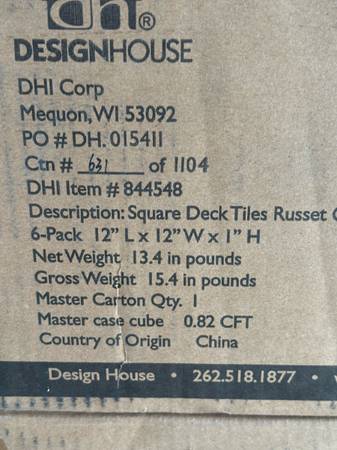 dh®
DESIGNHOUSE
DHI Corp
Mequon, WI 53092
PO # DH. 015411
Ctn # 631 of 1104
DHI Item # 844548
Description: Square Deck Tiles Russet
6-Pack 12" L x 12" W x 1" H
Net Weight 13.4 in pounds
Gross Weight 15.4 in pounds
Master Carton Qty. 1
Master case cube 0.82 CFT
Country of Origin China
Design House • 262.518.1877 •